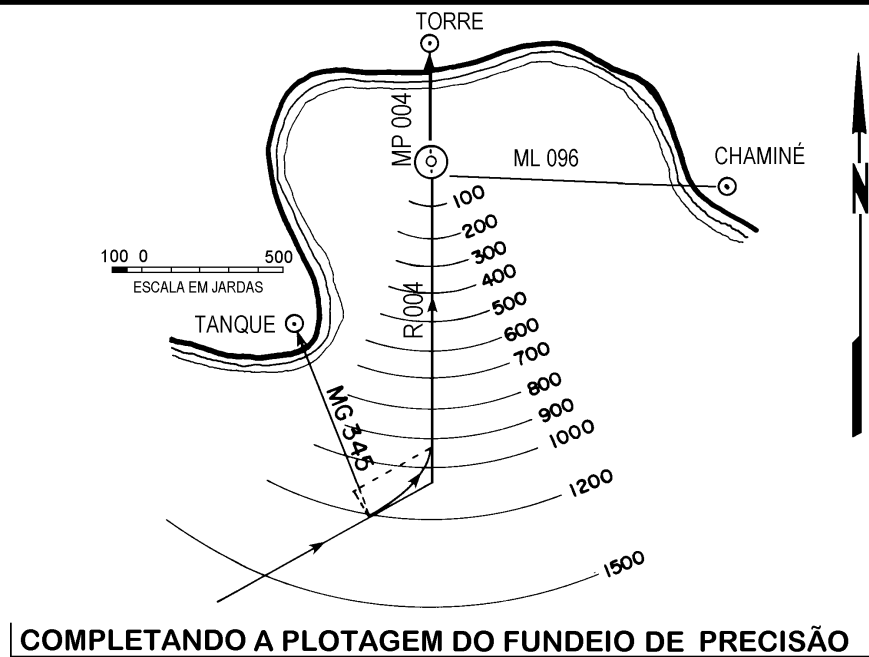 TORRE
MP 004
ML 096
CHAMINÉ
N
100
200
300
400
500
600
700
800
900
1000
1200
1500
100 0 500
ESCALA EM JARDAS
R 004
TANQUE
MG 345
COMPLETANDO A PLOTAGEM DO FUNDEIO DE PRECISÃO